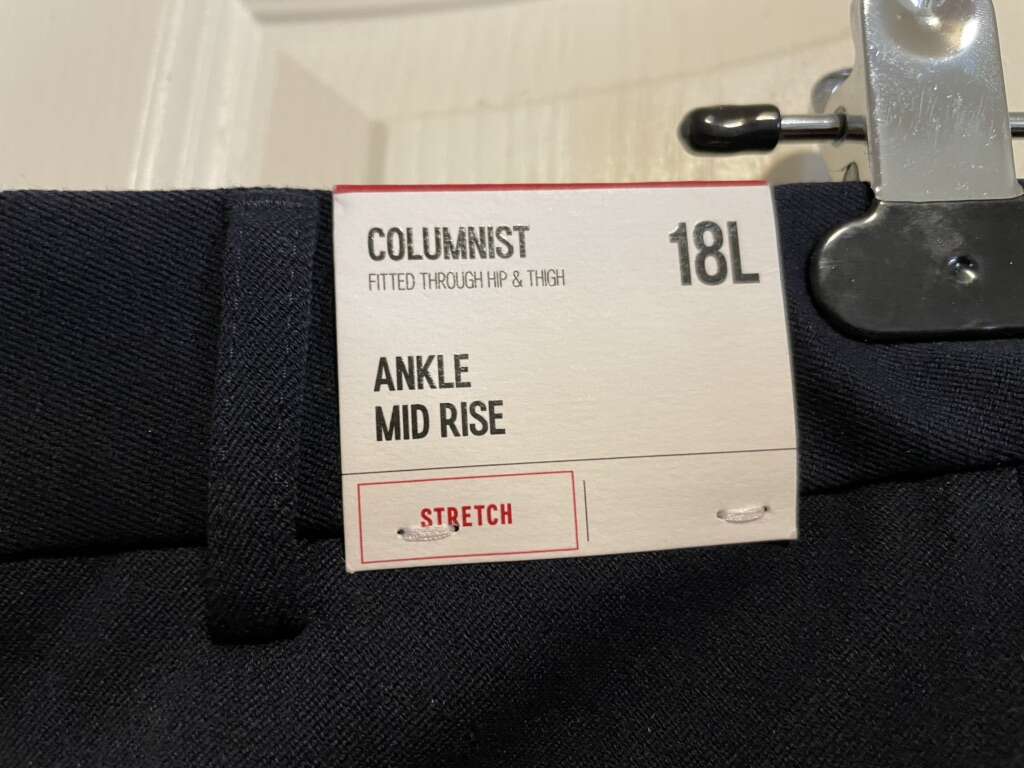 COLUMNIST
18L
FITTED THROUGH HIP & THIGH
ANKLE
MID RISE
STRETCH